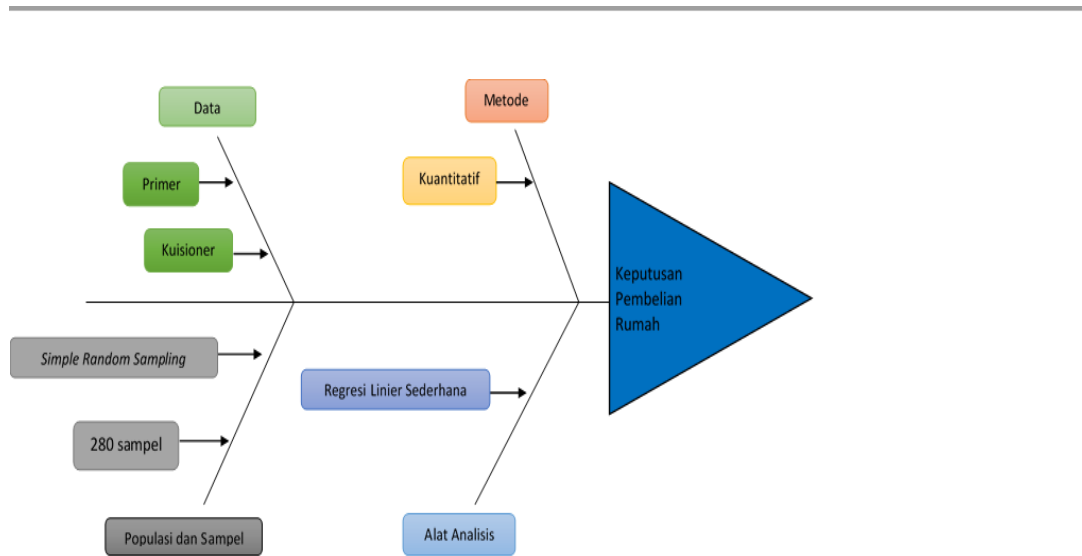 Data
Metode
Primer
Kuantitatif
Kuisioner
Keputusan
Pembelian
Rumah
Simple Random Sampling
Regresi Linier Sederhana
280 sampel
Populasi dan Sampel
Alat Analisis